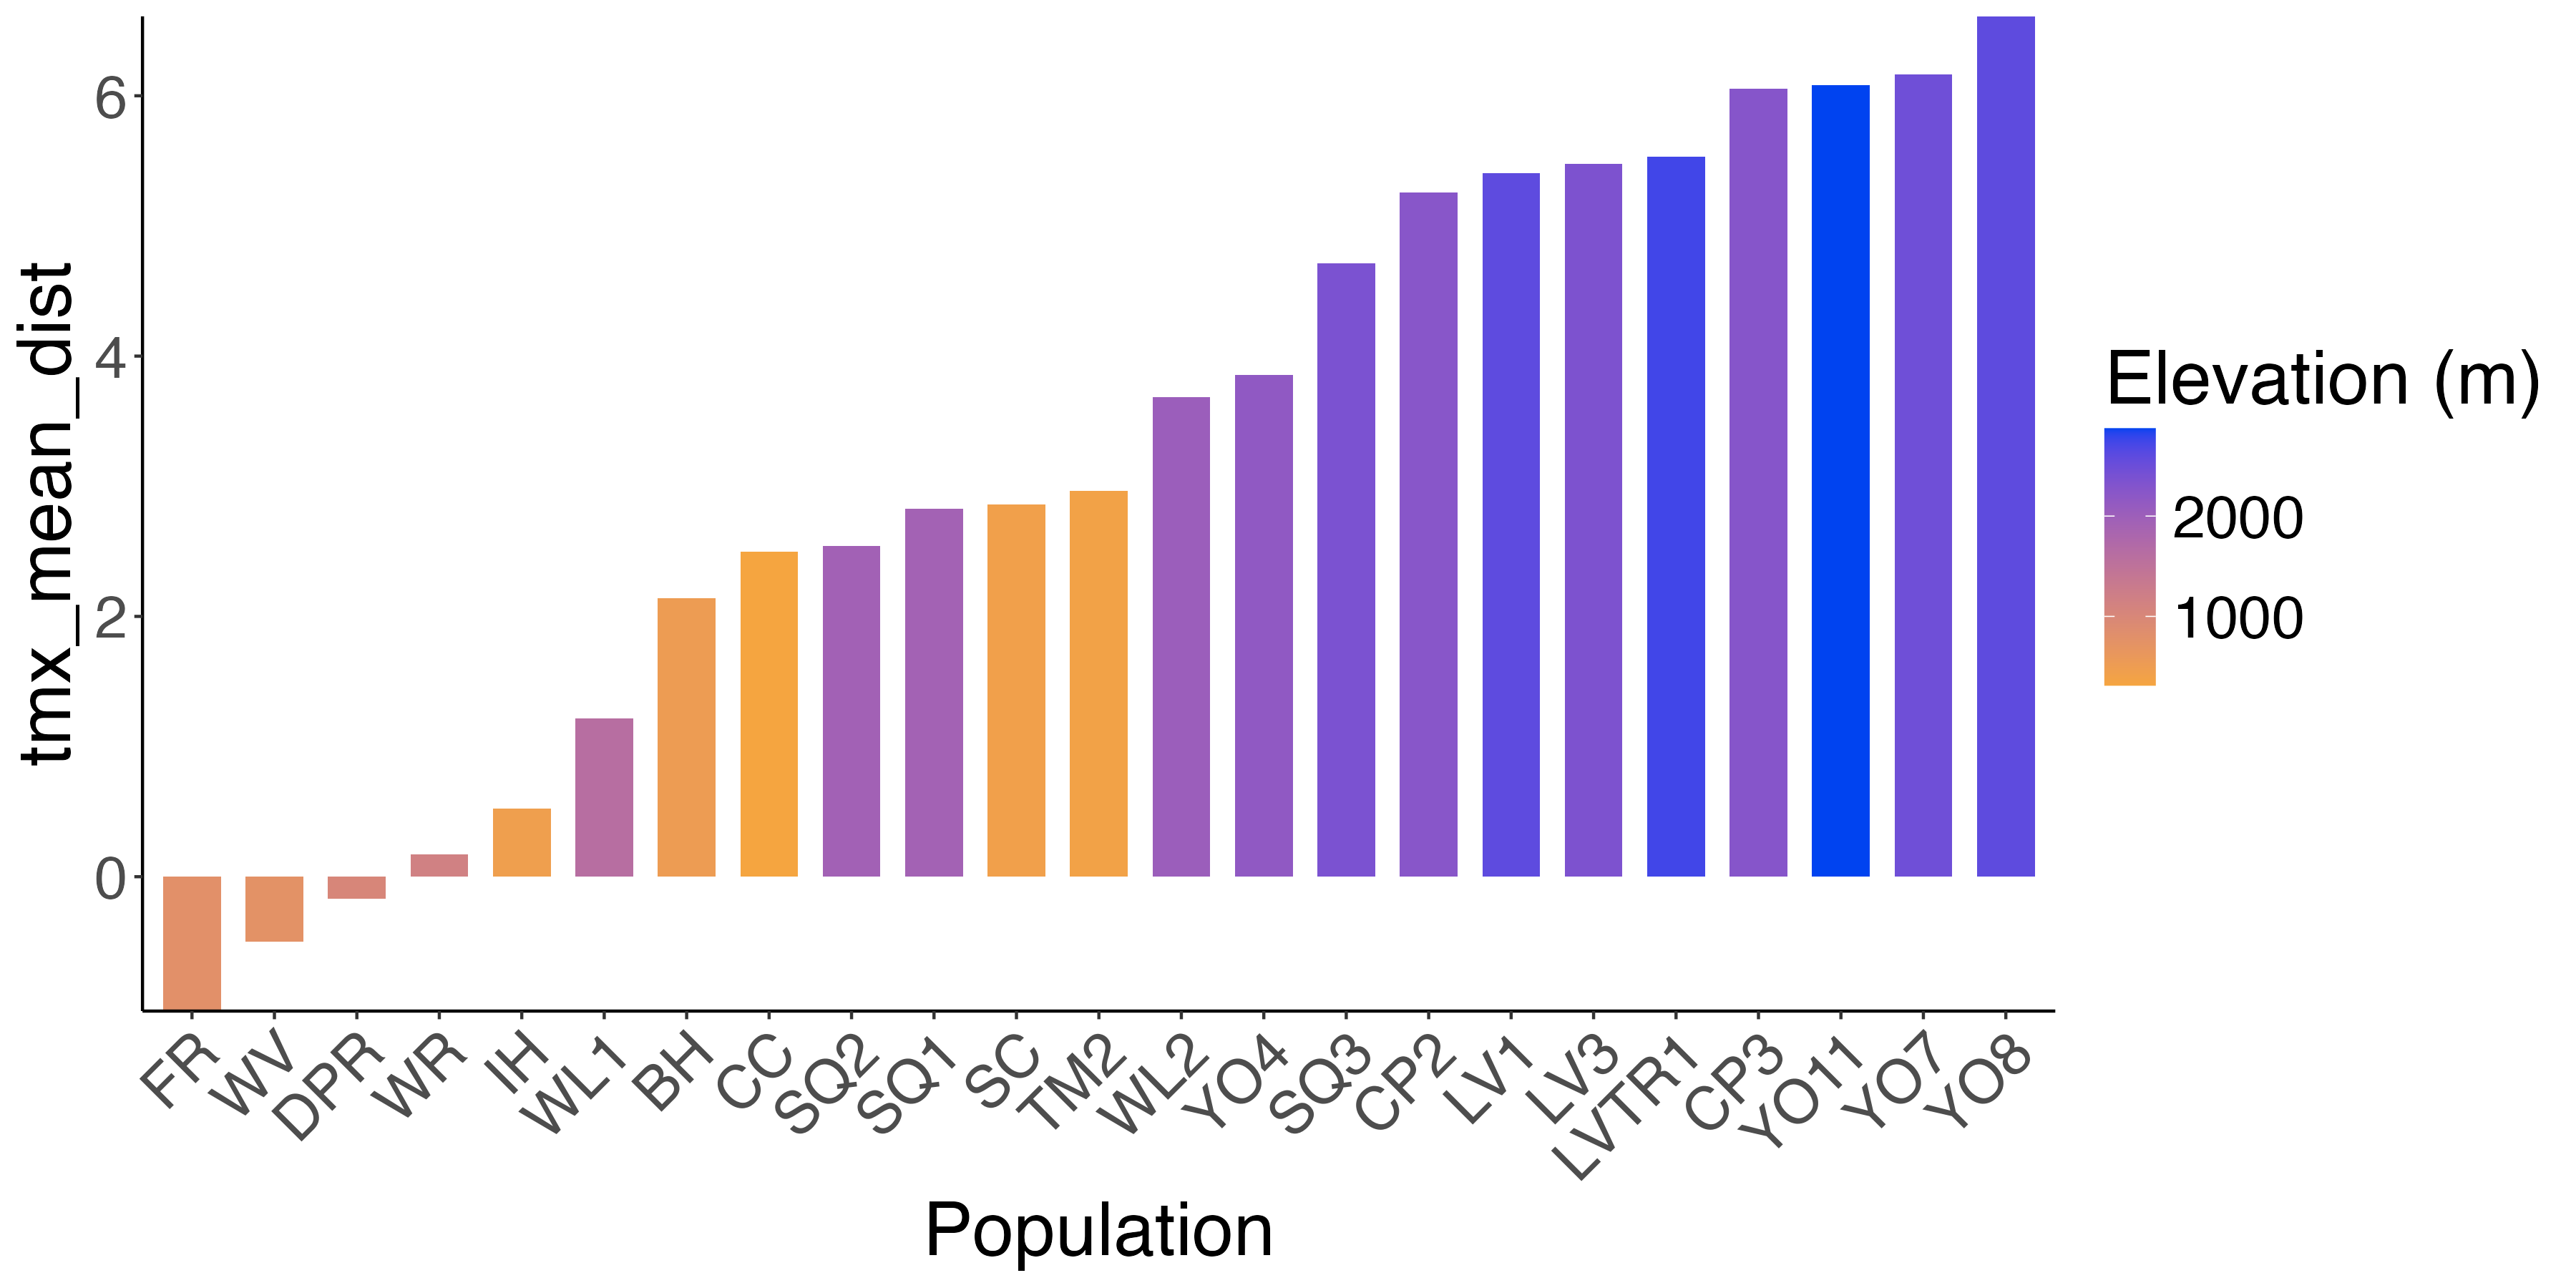 tmx_mean_dist
6
4
2
0
FR
WV
DPR
WR
IH
WL1
BH
CC
SQ2
SQ1
SC
TM2
WL2
YO4
SQ3
CP2
LV1
LV3
LVTR1
CP3
YO11
YO7
YO8
Population
Elevation (m)
2000
1000